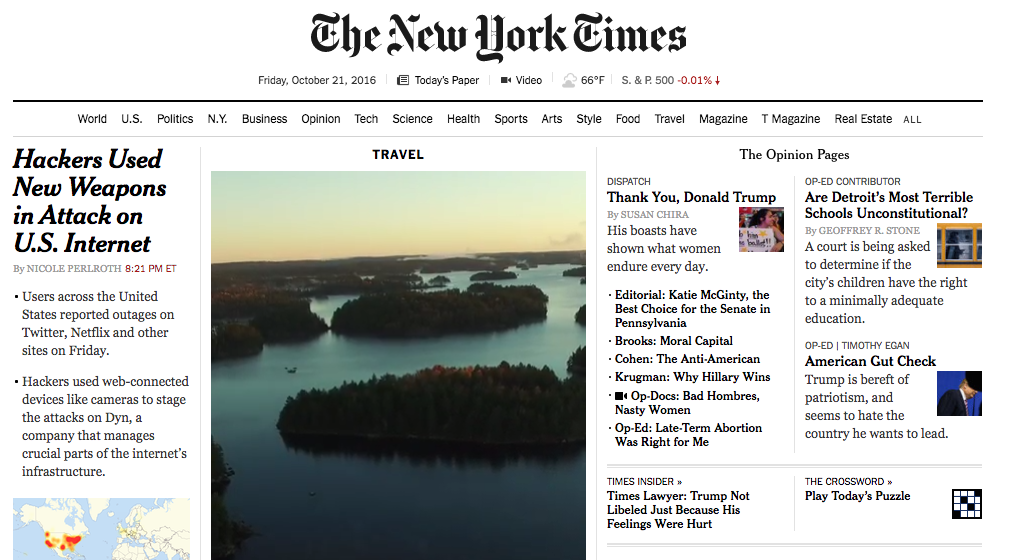 The New York Times
Friday, October 21, 2016
Today's Paper
Video
66°F
S. & P. 500 -0.01%
World U.S. Politics N.Y. Business Opinion Tech Science Health Sports Arts Style Food Travel Magazine T Magazine Real Estate ALL
Hackers Used
New Weapons
in Attack on
U.S. Internet
By NICOLE PERLROTH 8:21 PM ET
• Users across the United
States reported outages on
Twitter, Netflix and other
sites on Friday.
• Hackers used web-connected
devices like cameras to stage
the attacks on Dyn, a
company that manages
crucial parts of the internet's
infrastructure.
TRAVEL
The Opinion Pages
DISPATCH
Thank You, Donald Trump
By SUSAN CHIRA
His boasts have
shown what women
endure every day.
• Editorial: Katie McGinty, the
Best Choice for the Senate in
Pennsylvania
• Brooks: Moral Capital
• Cohen: The Anti-American
• Krugman: Why Hillary Wins
• Op-Docs: Bad Hombres,
Nasty Women
• Op-Ed: Late-Term Abortion
Was Right for Me
OP-ED CONTRIBUTOR
Are Detroit's Most Terrible
Schools Unconstitutional?
By GEOFFREY R. STONE
A court is being asked
to determine if the
city's children have the right
to a minimally adequate
education.
OP-ED | TIMOTHY EGAN
American Gut Check
Trump is bereft of
patriotism, and
seems to hate the
country he wants to lead.
TIMES INSIDER »
Times Lawyer: Trump Not
Libeled Just Because His
Feelings Were Hurt
THE CROSSWORD »
Play Today's Puzzle